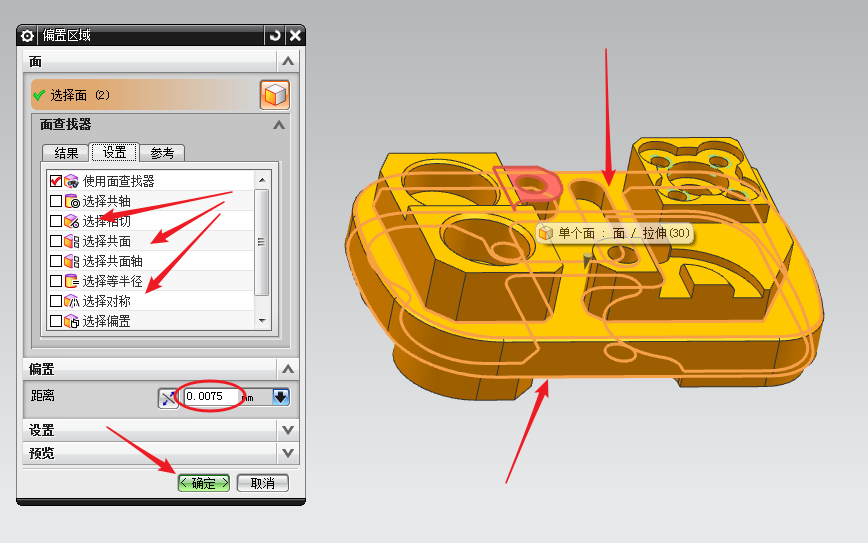 偏置区域
面
选择面 (2)
面查找器
结果 设置 参考
使用面查找器
选择共轴
选择相切
选择共面
选择共面轴
选择等半径
选择对称
选择偏置
偏置
距离 0.0075 mm
设置
预览
<确定> 取消
单个面 : 面 / 拉伸(30)